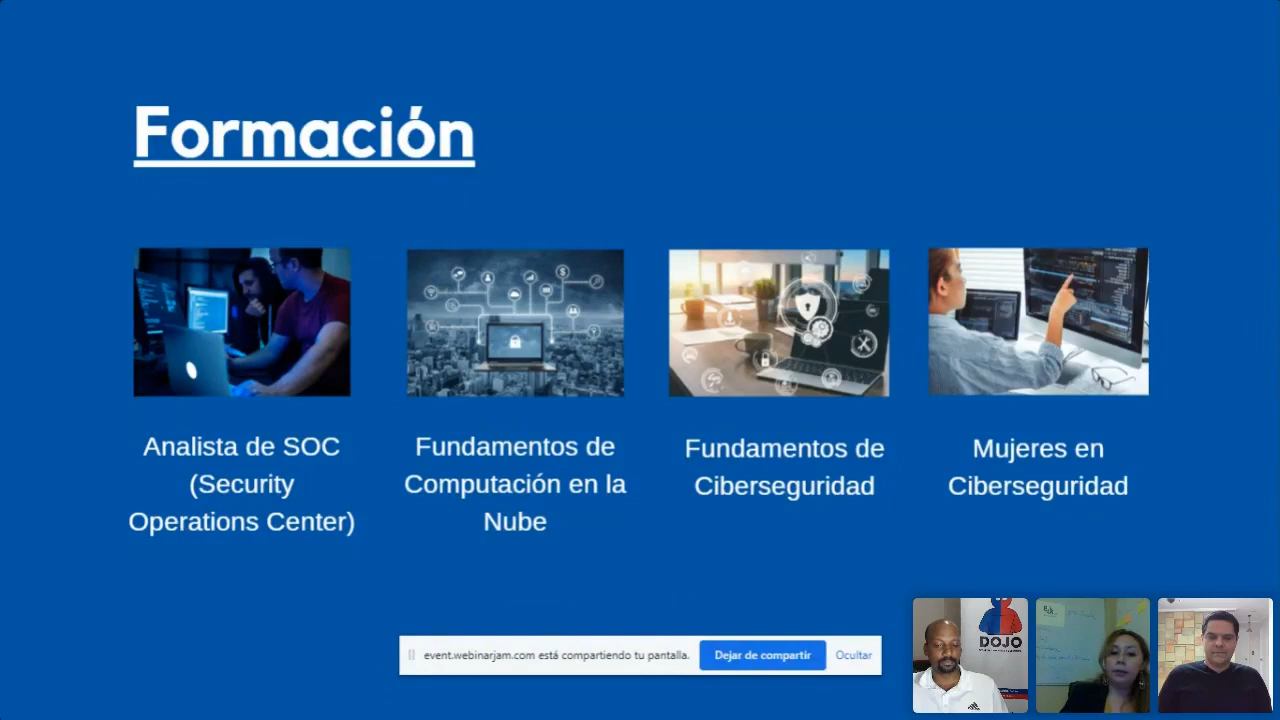 Formación
Analista de SOC
(Security
Operations Center)
Fundamentos de
Computación en la
Nube
Fundamentos de
Ciberseguridad
Mujeres en
Ciberseguridad
event.webinarjam.com está compartiendo tu pantalla.
Dejar de compartir
Ocultar
DOJO